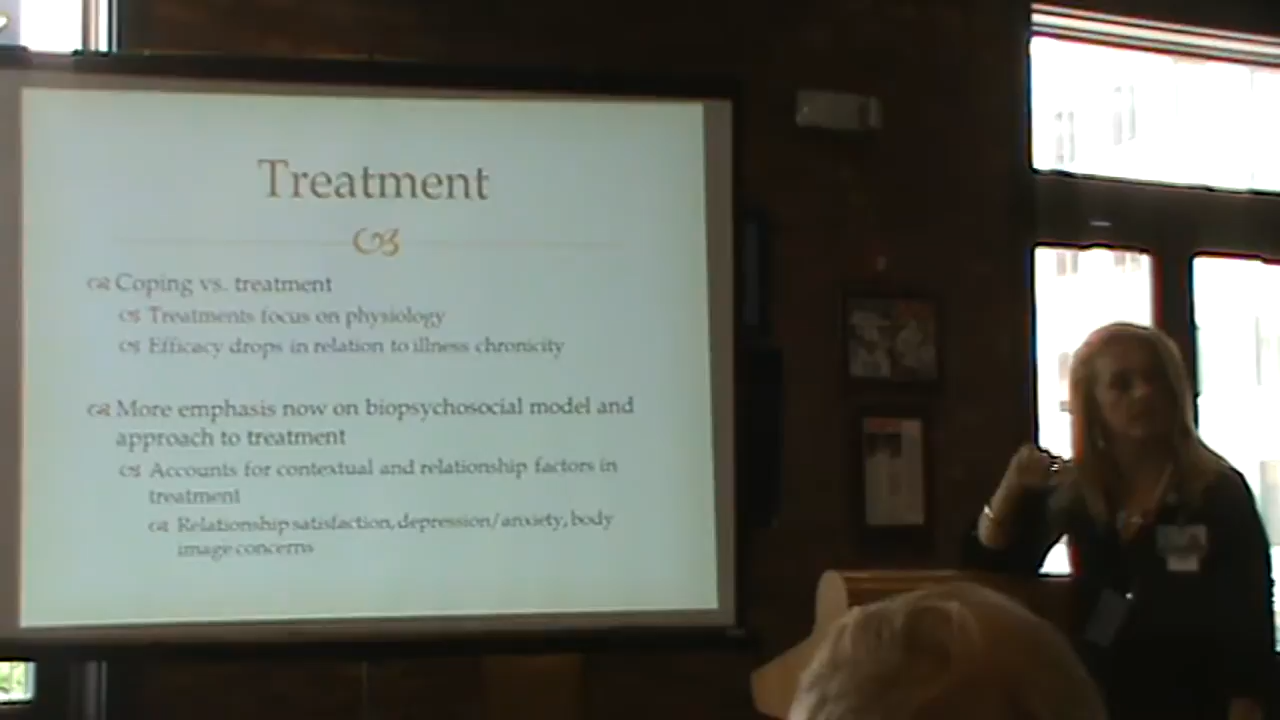 Treatment
Coping vs. treatment
Treatments focus on physiology
Efficacy drops in relation to illness chronicity
More emphasis now on biopsychosocial model and
approach to treatment
Accounts for contextual and relationship factors in
treatment
Relationship satisfaction, depression/anxiety, body
image concerns